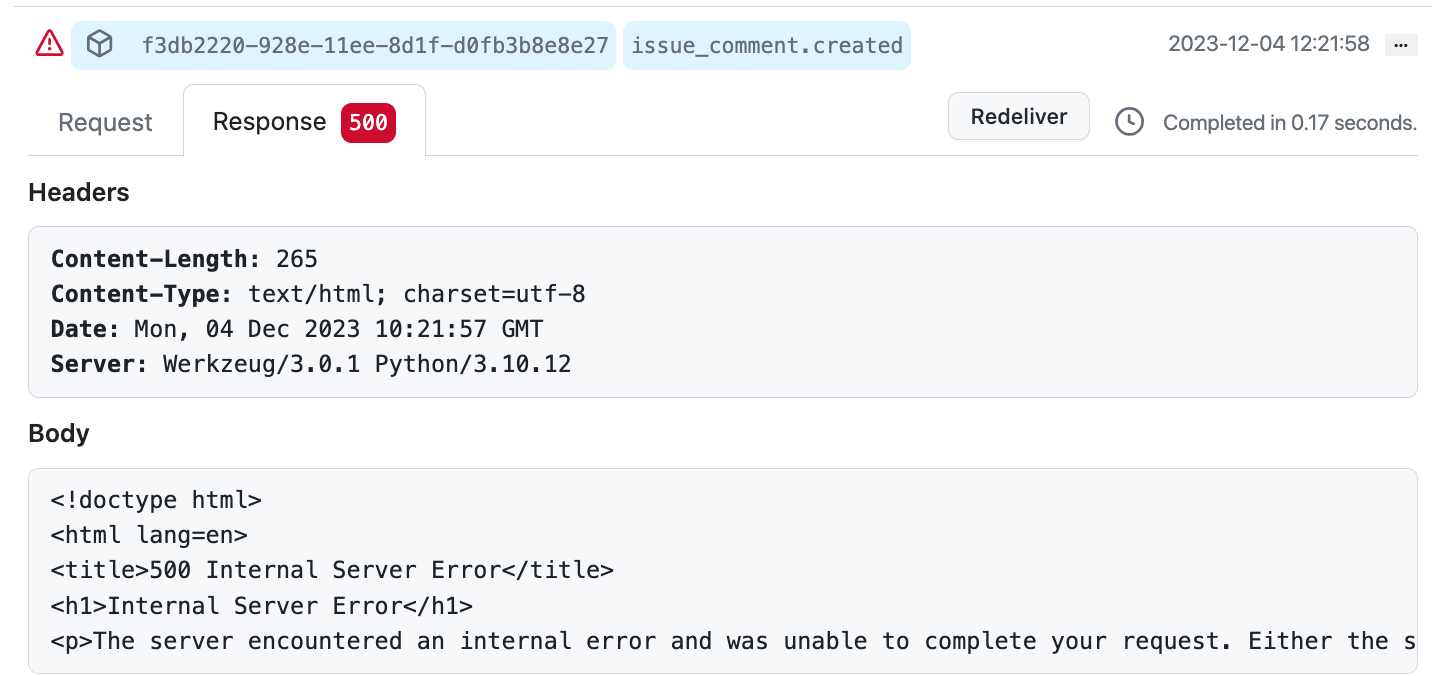 f3db2220-928e-11ee-8d1f-d0fb3b8e8e27 issue_comment.created 2023-12-04 12:21:58 ...
Request Response 500 Redeliver Completed in 0.17 seconds.
Headers
Content-Length: 265
Content-Type: text/html; charset=utf-8
Date: Mon, 04 Dec 2023 10:21:57 GMT
Server: Werkzeug/3.0.1 Python/3.10.12
Body
<!doctype html>
<html lang=en>
<title>500 Internal Server Error</title>
<h1>Internal Server Error</h1>
<p>The server encountered an internal error and was unable to complete your request. Either the s